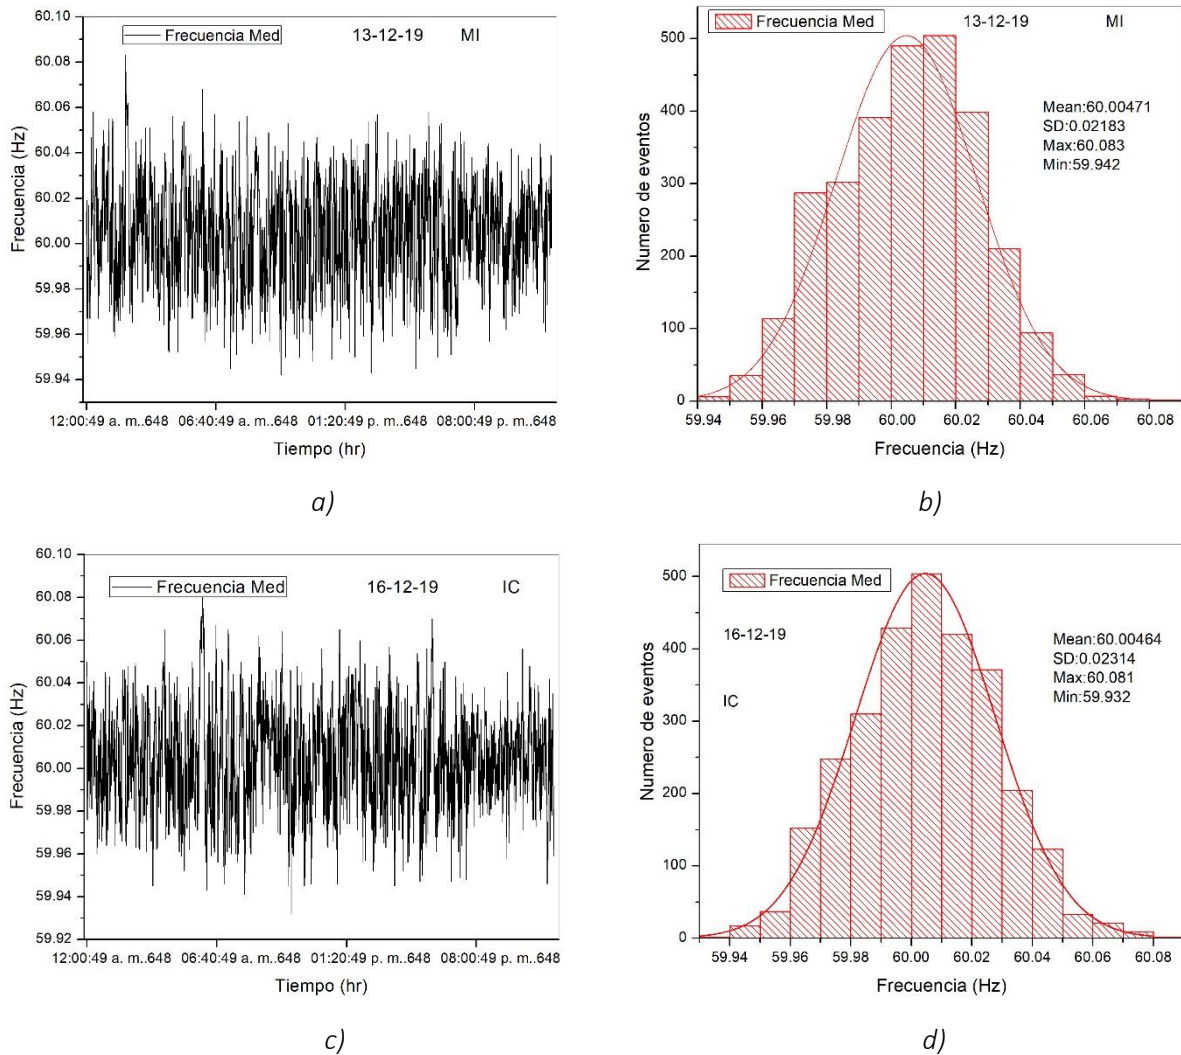 Frecuencia Med 13-12-19 MI
60.10
60.08
60.06
60.04
60.02
60.00
59.98
59.96
59.94
Frecuencia (Hz)
12:00:49 a. m..648 06:40:49 a. m..648 01:20:49 p. m..648 08:00:49 p. m..648
Tiempo (hr)
a)
Frecuencia Med 13-12-19 MI
500
400
300
200
100
0
Numero de eventos
Mean:60.00471
SD:0.02183
Max:60.083
Min:59.942
59.94 59.96 59.98 60.00 60.02 60.04 60.06 60.08
Frecuencia (Hz)
b)
Frecuencia Med 16-12-19 IC
60.10
60.08
60.06
60.04
60.02
60.00
59.98
59.96
59.94
59.92
Frecuencia (Hz)
12:00:49 a. m..648 06:40:49 a. m..648 01:20:49 p. m..648 08:00:49 p. m..648
Tiempo (hr)
c)
Frecuencia Med
16-12-19
IC
500
400
300
200
100
0
Numero de eventos
Mean:60.00464
SD:0.02314
Max:60.081
Min:59.932
59.94 59.96 59.98 60.00 60.02 60.04 60.06 60.08
Frecuencia (Hz)
d)